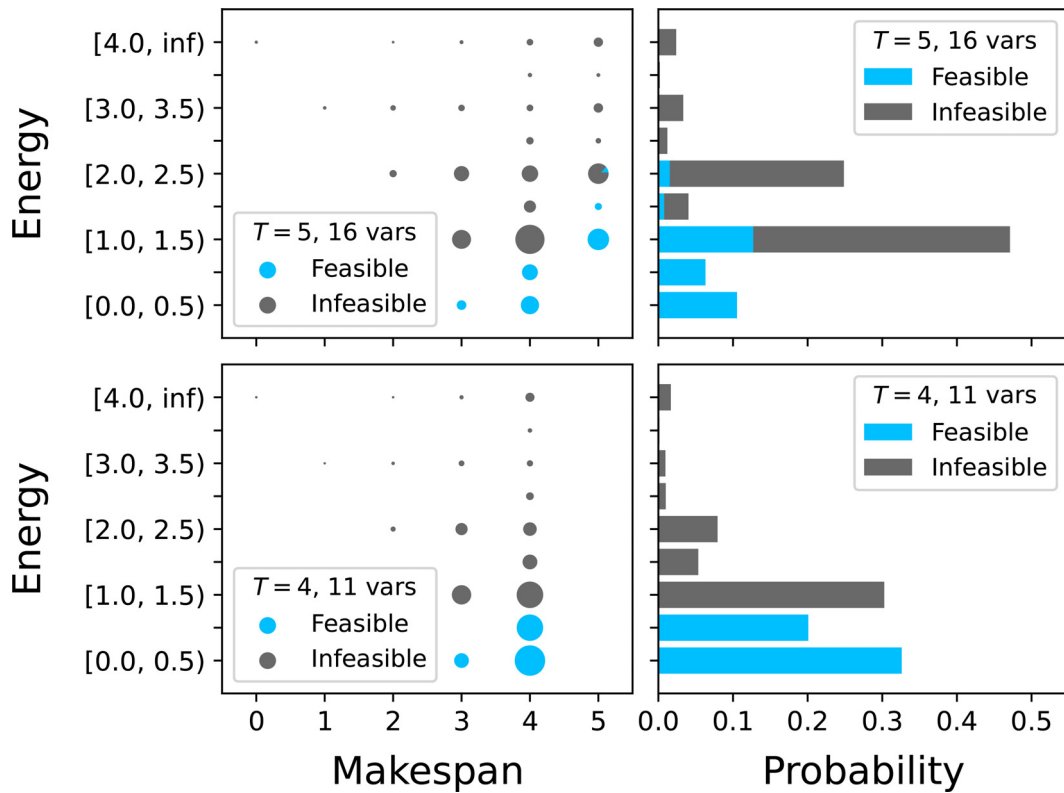 Energy
[4.0, inf)
[3.0, 3.5)
[2.0, 2.5)
[1.0, 1.5)
[0.0, 0.5)
T = 5, 16 vars
Feasible
Infeasible
T = 5, 16 vars
Feasible
Infeasible
Energy
[4.0, inf)
[3.0, 3.5)
[2.0, 2.5)
[1.0, 1.5)
[0.0, 0.5)
T = 4, 11 vars
Feasible
Infeasible
0 1 2 3 4 5
Makespan
T = 4, 11 vars
Feasible
Infeasible
0.0 0.1 0.2 0.3 0.4 0.5
Probability